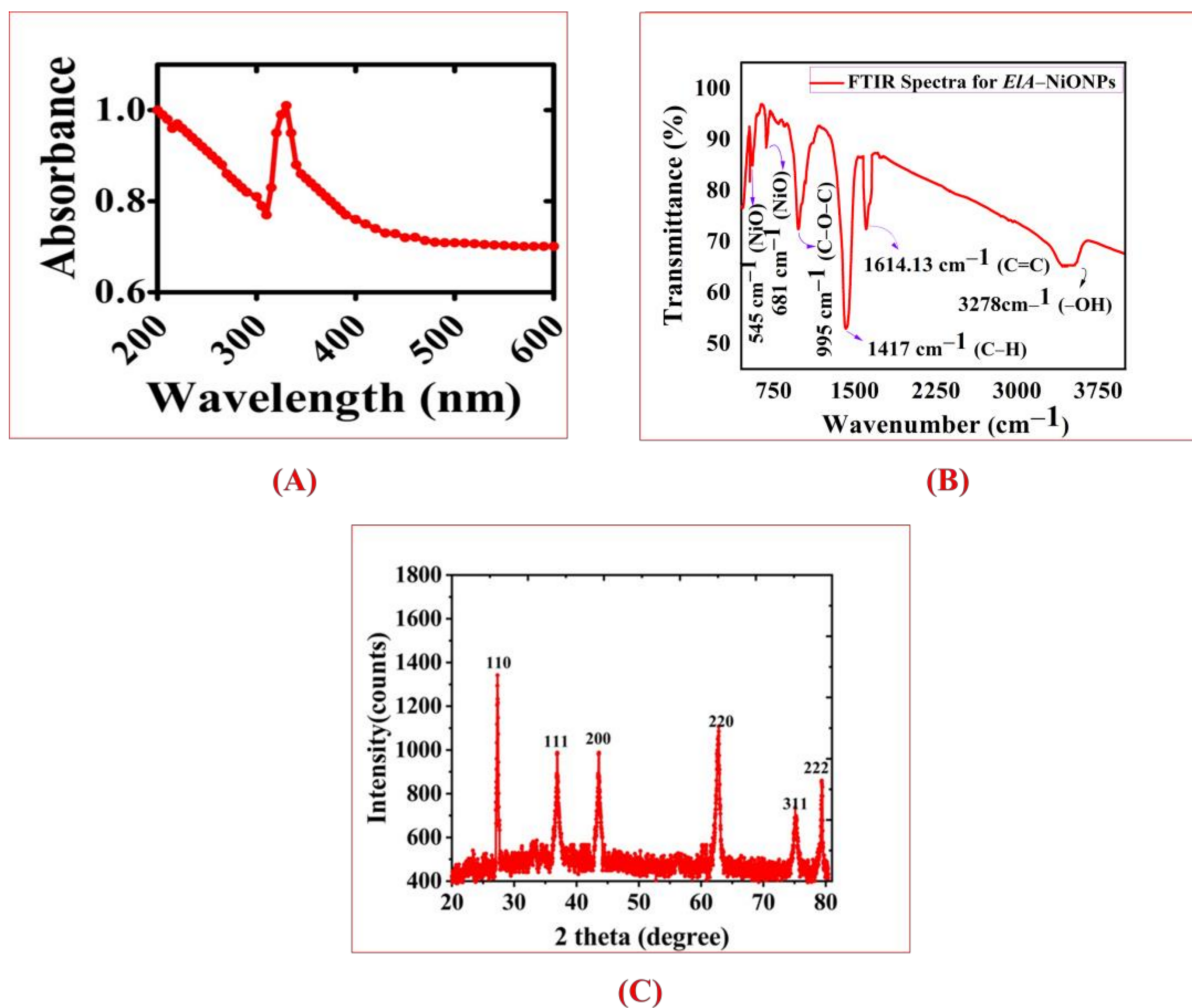 Absorbance
1.0
0.8
0.6
200
300
400
500
600
Wavelength (nm)
(A)
FTIR Spectra for ElA–NiONPs
Transmittance (%)
100
90
80
70
60
50
545 cm⁻¹ (NiO)
681 cm⁻¹ (NiO)
995 cm⁻¹ (C–O–C)
1417 cm⁻¹ (C–H)
1614.13 cm⁻¹ (C=C)
3278cm–¹ (–OH)
750 1500 2250 3000 3750
Wavenumber (cm⁻¹)
(B)
Intensity(counts)
1800
1600
1400
1200
1000
800
600
400
110
111
200
220
311
222
20 30 40 50 60 70 80
2 theta (degree)
(C)